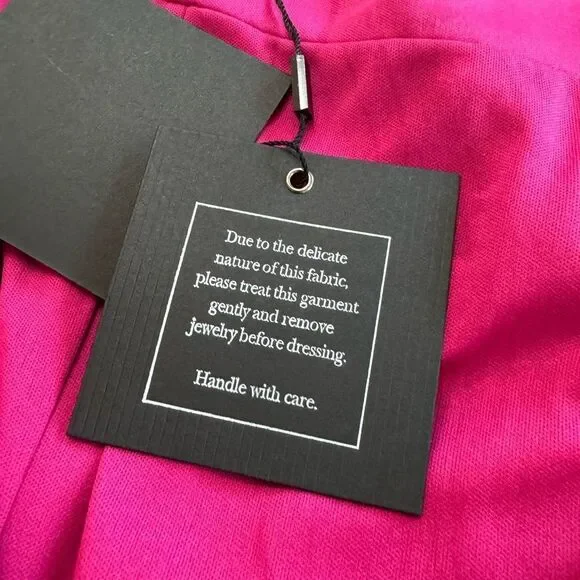 Due to the delicate
nature of this fabric,
please treat this garment
gently and remove
jewelry before dressing.
Handle with care.